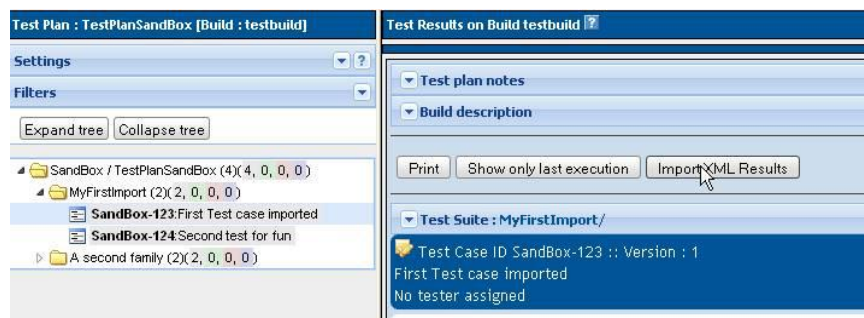 Test Plan : TestPlanSandBox [Build : testbuild]
Settings
?
Filters
Expand tree Collapse tree
SandBox / TestPlanSandBox (4)( 4, 0, 0, 0 )
MyFirstImport (2)( 2, 0, 0, 0 )
SandBox-123:First Test case imported
SandBox-124:Second test for fun
A second family (2)( 2, 0, 0, 0 )
Test Results on Build testbuild ?
Test plan notes
Build description
Print Show only last execution Import XML Results
Test Suite : MyFirstImport/
Test Case ID SandBox-123 :: Version : 1
First Test case imported
No tester assigned